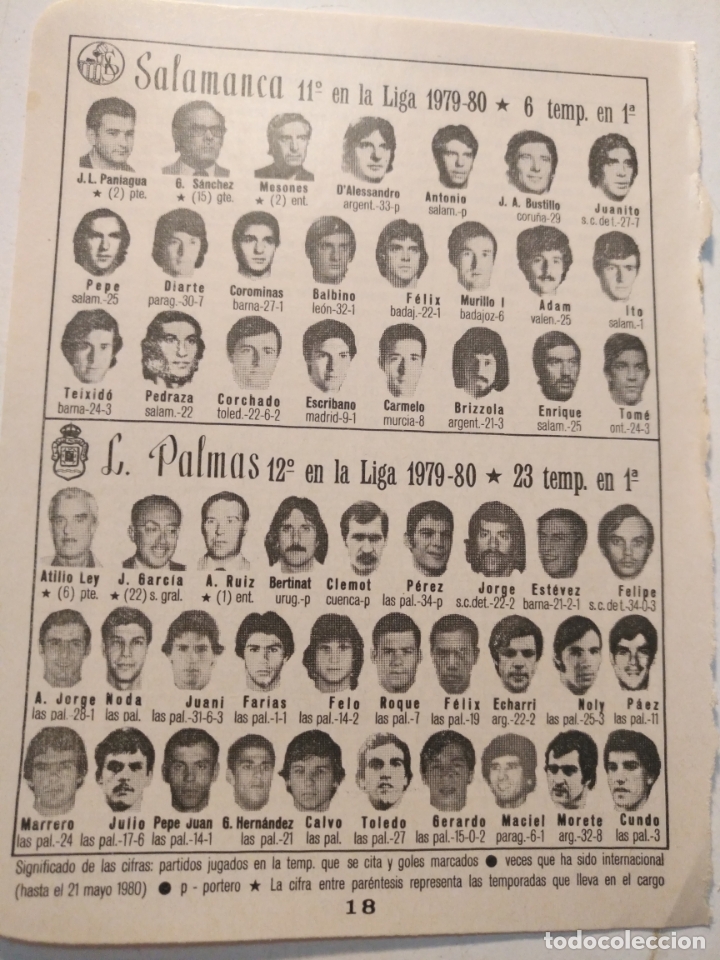 Salamanca 11º en la Liga 1979-80 ★ 6 temp. en 1ª
J.L. Paniagua G. Sánchez Mesones D'Alessandro Antonio J. A. Bustillo Juanito
★ (2) pte. ★ (15) gte. ★ (2) ent. argent.-33-p salam.-p coruña-29 s.c. de t.-27-7
Pepe Diarte Corominas Balbino Félix Murillo I Adam Ito
salam.-25 parag.-30-7 barna-27-1 león-32-1 badaj.-22-1 badajoz-6 valen.-25 salam.-1
Teixidó Pedraza Corchado Escribano Carmelo Brizzola Enrique Tomé
barna-24-3 salam.-22 toled.-22-6-2 madrid-9-1 murcia-8 argent.-21-3 salam.-25 ont.-24-3
L. Palmas 12º en la Liga 1979-80 ★ 23 temp. en 1ª
Atilio Ley J. García A. Ruiz Bertinat Clemot Pérez Jorge Estévez Felipe
★ (6) pte. ★ (22) s. gral. ★ (1) ent. urug.-p cuenca-p las pal.-34-p s.c.det.-22-2 barna-21-2-1 s.c. de t.-34-0-3
A. Jorge Noda Juani Farias Felo Roque Félix Echarri Noly Páez
las pal.-28-1 las pal. las pal.-31-6-3 las pal.-1-1 las pal.-14-2 las pal.-7 las pal.-19 arg.-22-2 las pal.-25-3 las pal.-11
Marrero Julio Pepe Juan G. Hernández Calvo Toledo Gerardo Maciel Morete Cundo
las pal.-24 las pal.-17-6 las pal.-14-1 las pal.-21 las pal. las pal.-27 las pal.-15-0-2 parag.-6-1 arg.-32-8 las pal.-3
Significado de las cifras: partidos jugados en la temp. que se cita y goles marcados ● veces que ha sido internacional
(hasta el 21 mayo 1980) ● p - portero ★ La cifra entre paréntesis representa las temporadas que lleva en el cargo
18
todocoleccion.net